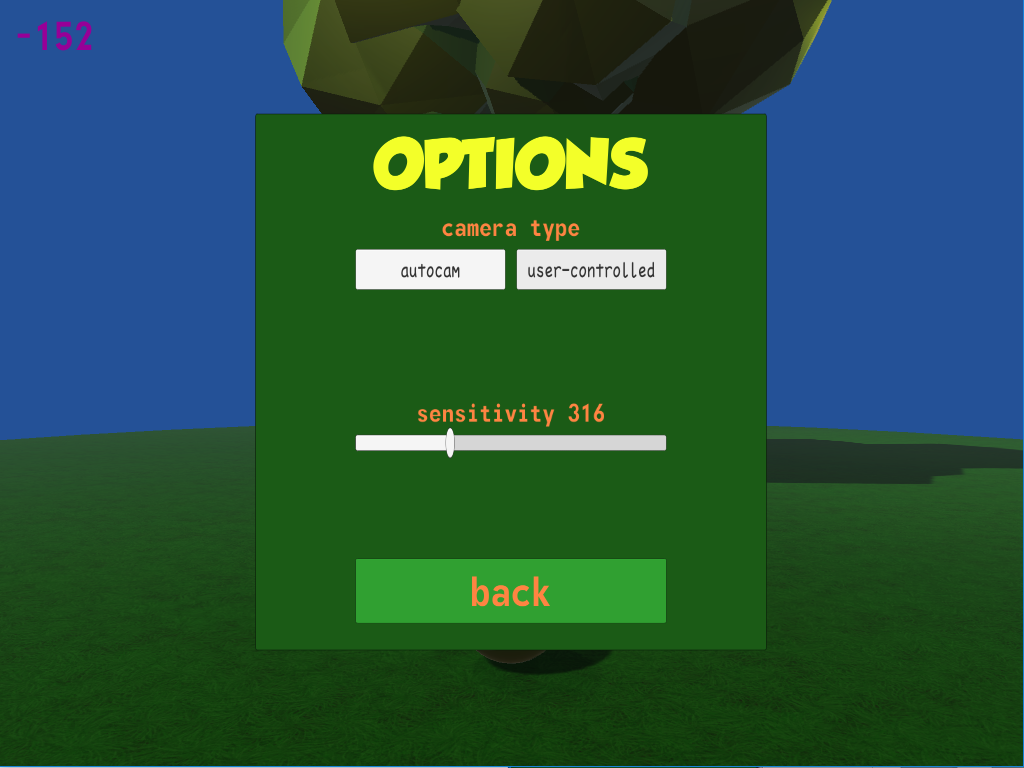 -152
OPTIONS
camera type
autocam user-controlled
sensitivity 316
back